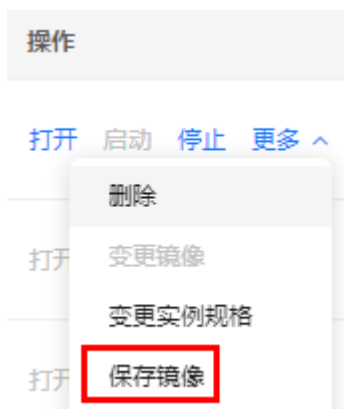 操作
打开 启动 停止 更多
删除
打开 变更镜像
变更实例规格
打开 保存镜像